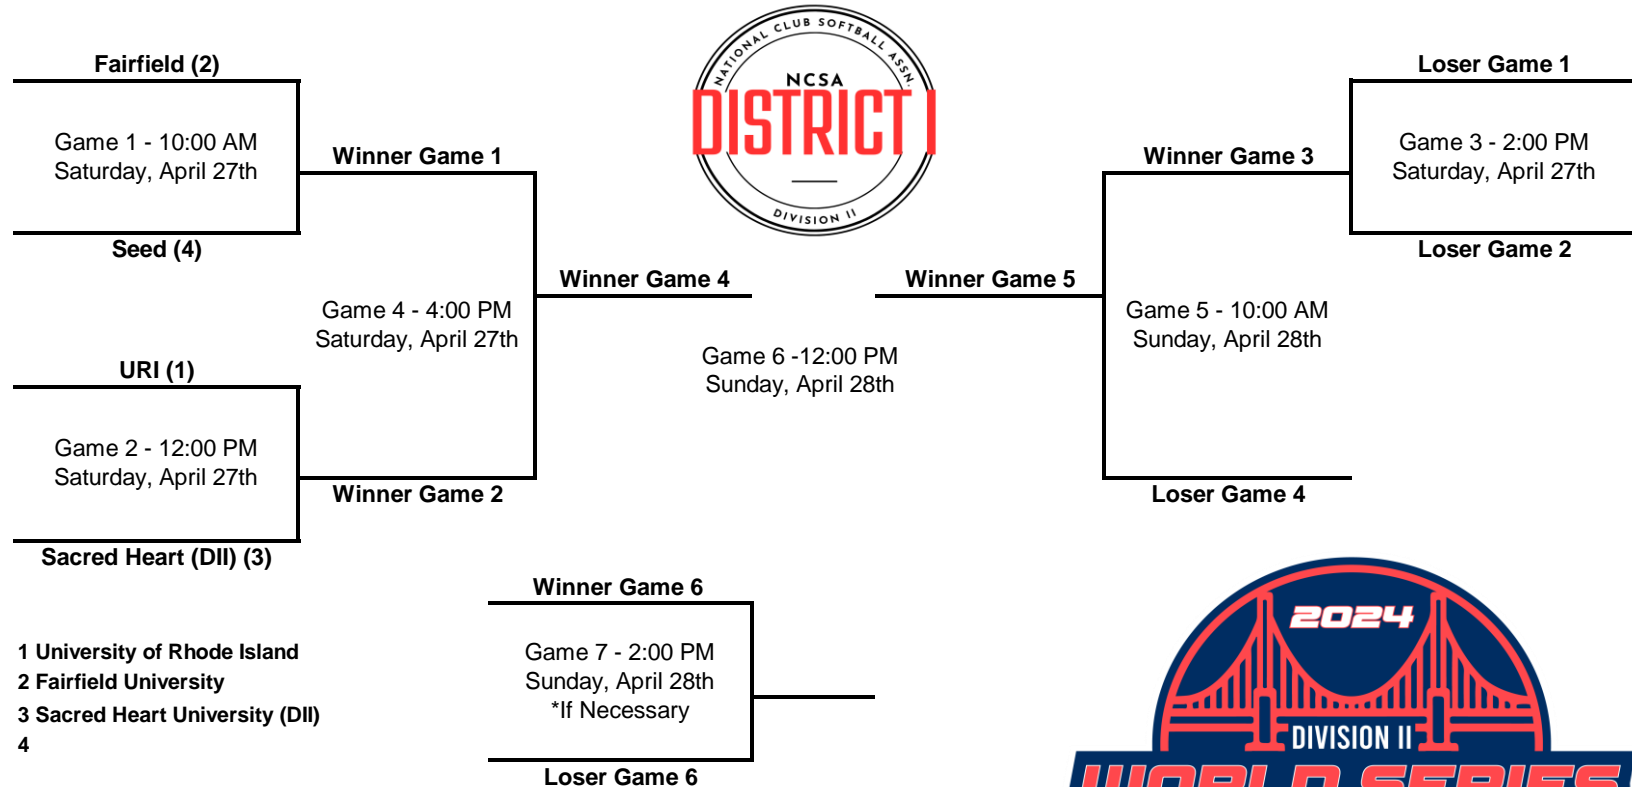 NATIONAL CLUB SOFTBALL ASSN.
NCSA
DISTRICT I
DIVISION II
Fairfield (2)
Game 1 - 10:00 AM
Saturday, April 27th
Seed (4)
Winner Game 1
Game 4 - 4:00 PM
Saturday, April 27th
Winner Game 2
URI (1)
Game 2 - 12:00 PM
Saturday, April 27th
Sacred Heart (DII) (3)
Winner Game 4
Game 6 -12:00 PM
Sunday, April 28th
Winner Game 5
Winner Game 3
Game 5 - 10:00 AM
Sunday, April 28th
Loser Game 4
Loser Game 1
Game 3 - 2:00 PM
Saturday, April 27th
Loser Game 2
Winner Game 6
Game 7 - 2:00 PM
Sunday, April 28th
*If Necessary
Loser Game 6
1 University of Rhode Island
2 Fairfield University
3 Sacred Heart University (DII)
4
2024
DIVISION II
WORLD SERIES